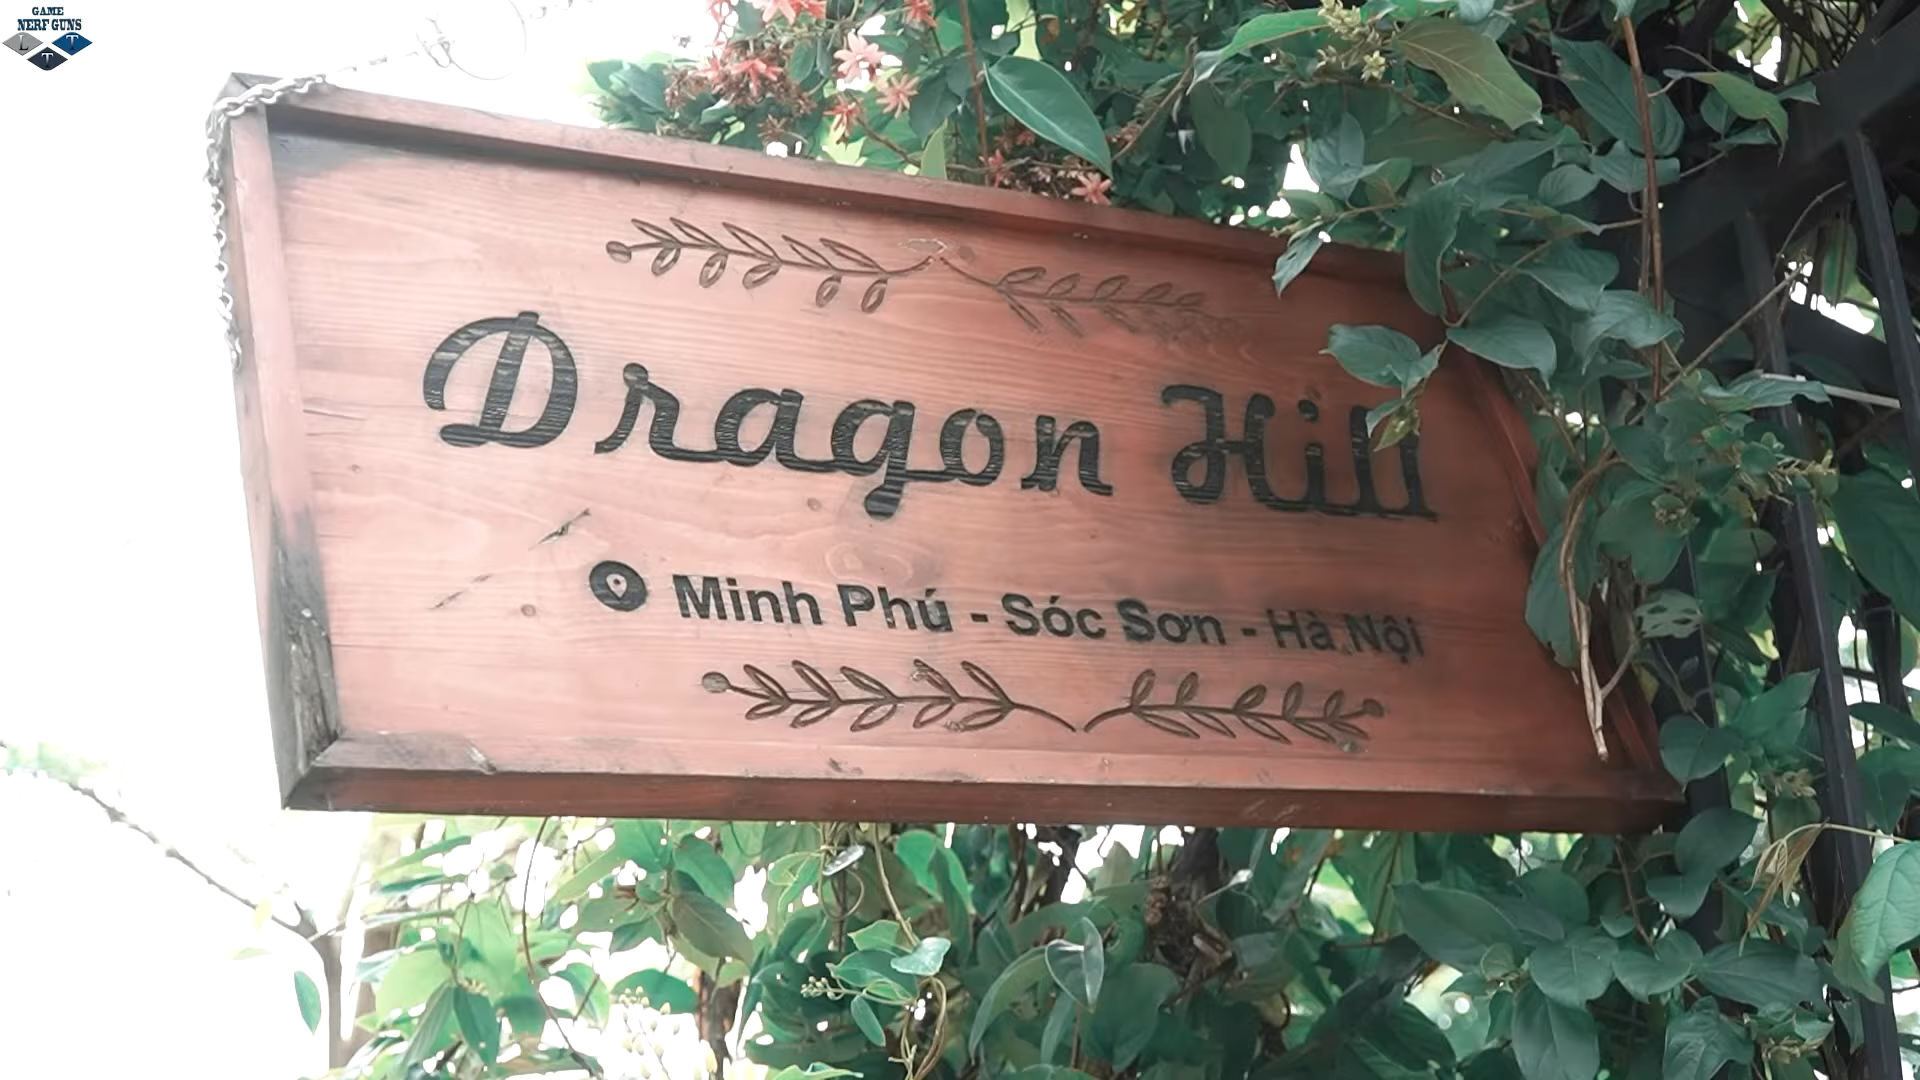 GAME
NERF GUNS
L T T
Dragon Hill
Minh Phú - Sóc Sơn - Hà Nội